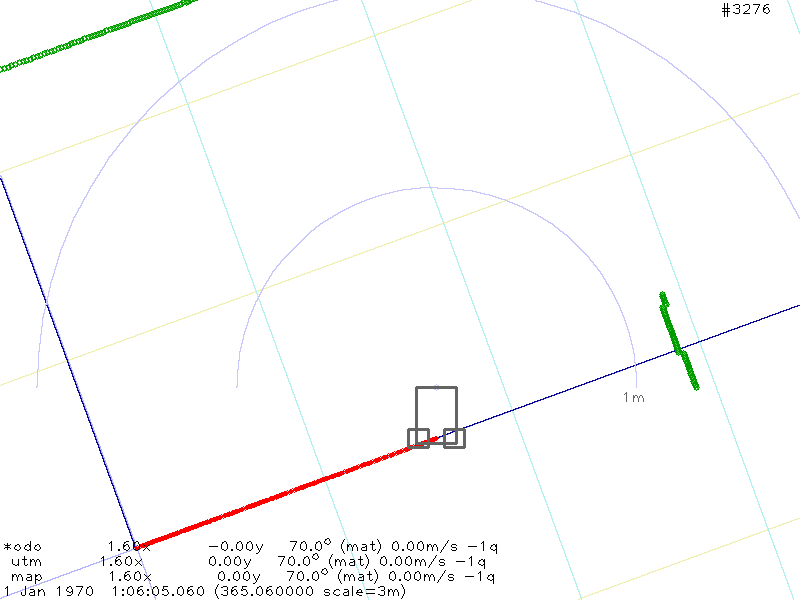 #3276
1m
*odo 1.60x -0.00y 70.0° (mat) 0.00m/s -1q
utm 1.60x 0.00y 70.0° (mat) 0.00m/s -1q
map 1.60x 0.00y 70.0° (mat) 0.00m/s -1q
1 Jan 1970 1:06:05.060 (365.060000 scale=3m)